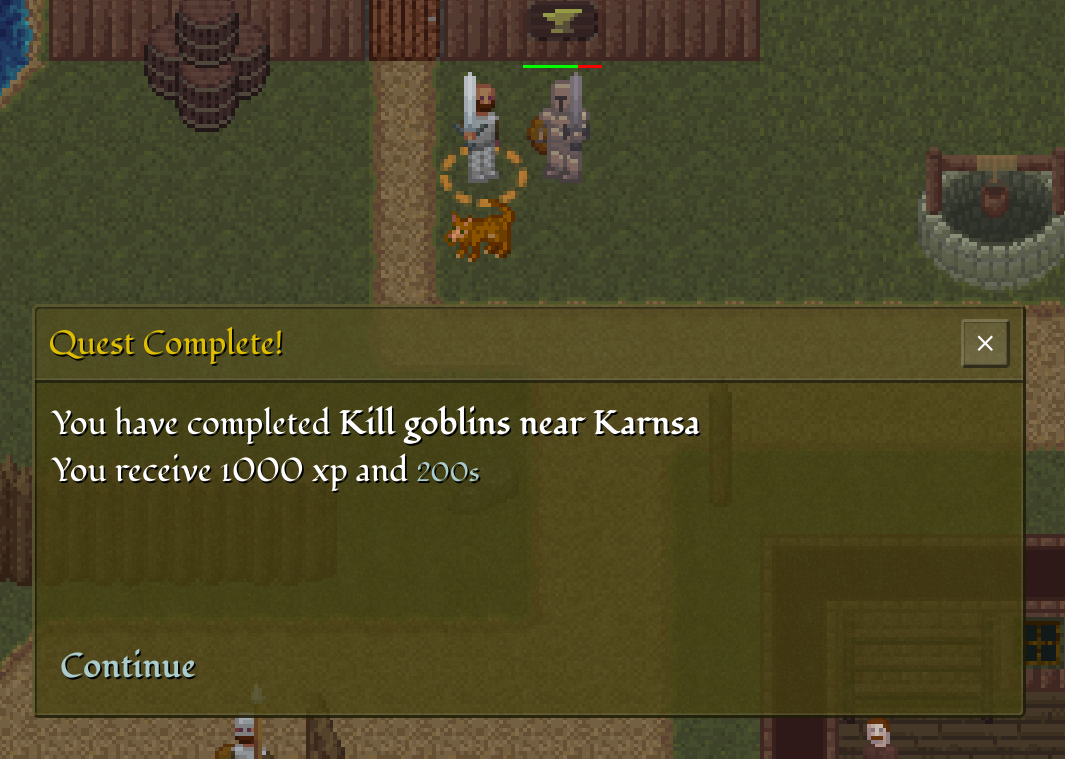 Quest Complete!
You have completed Kill goblins near Karnsa
You receive 1000 xp and 200s
Continue